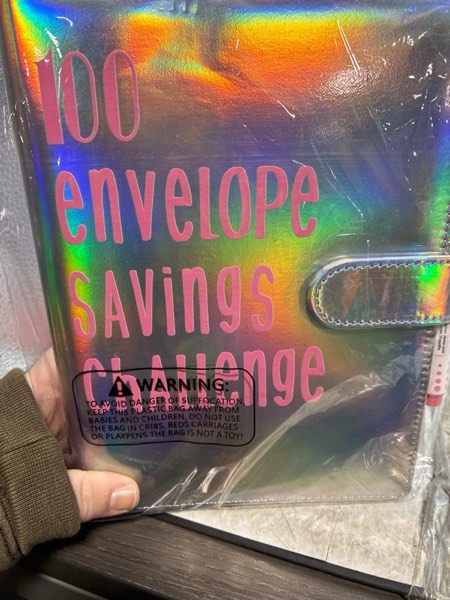 100
envelope
SAVings
CHALLenge
WARNING:
TO AVOID DANGER OF SUFFOCATION
KEEP THIS PLASTIC BAG AWAY FROM
BABIES AND CHILDREN. DO NOT USE
THE BAG IN CRIBS. BEDS CARRIAGES
OR PLAYPENS.THE BAG IS NOT A TOY!